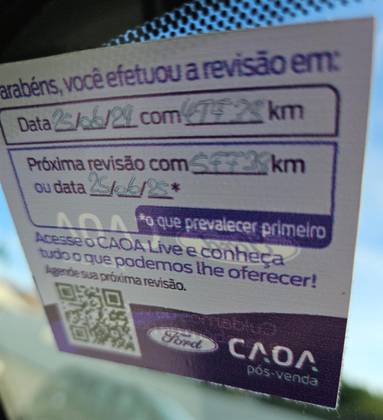 arabéns, você efetuou a revisão em:
Data 25/06/24 com 47728 km
Próxima revisão com 57728 km
ou data 25/06/25*
*o que prevalecer primeiro
Acesse o CAOA Live e conheça
tudo o que podemos lhe oferecer!
Agende sua próxima revisão.
Ford
CAOA
pós-venda